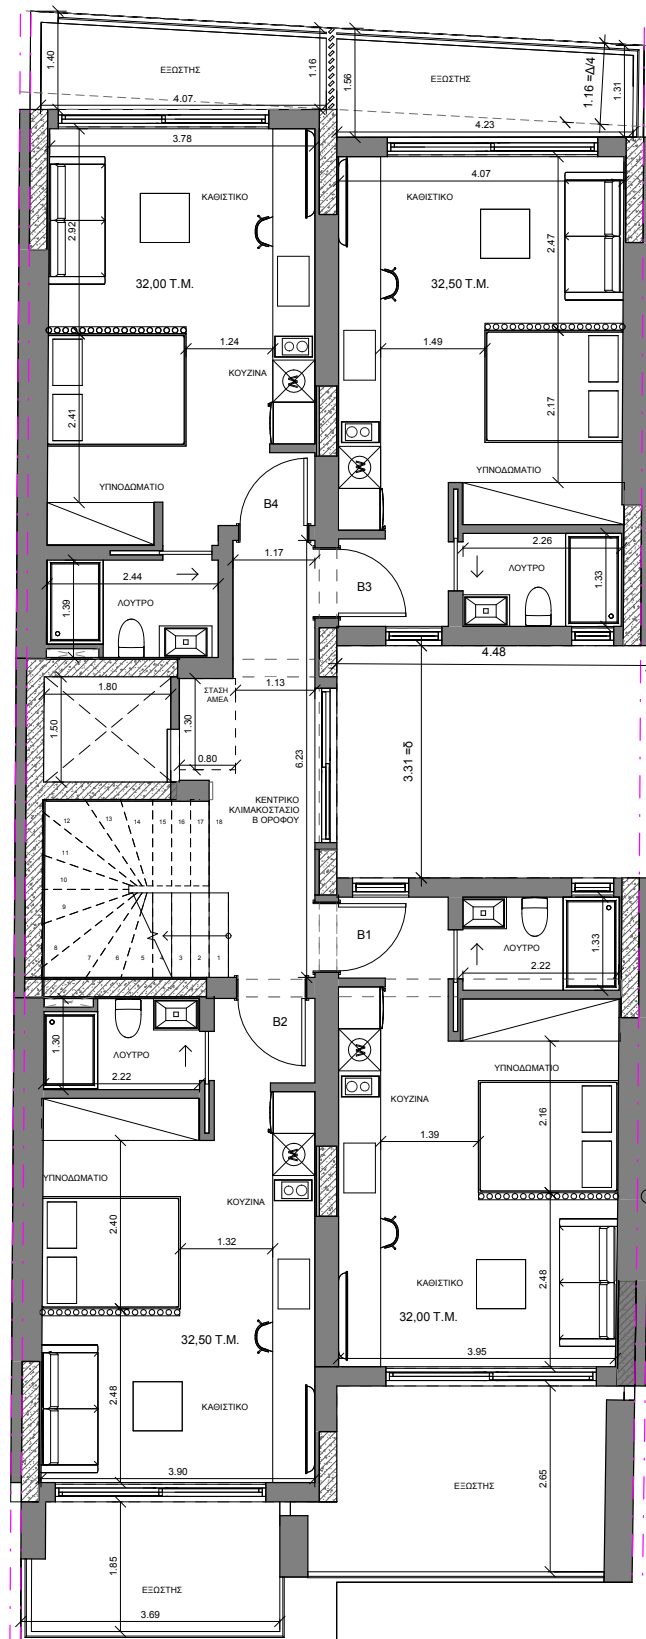 1.40
ΕΞΩΣΤΗΣ
1.16
4.07.
1.56
ΕΞΩΣΤΗΣ
1.16 =Δ/4
1.31
4.23
3.78
4.07
ΚΑΘΙΣΤΙΚΟ
ΚΑΘΙΣΤΙΚΟ
2.92
2.47
32,00 Τ.Μ.
32,50 Τ.Μ.
1.24
1.49
ΚΟΥΖΙΝΑ
W
2.41
2.17
W
ΥΠΝΟΔΩΜΑΤΙΟ
ΥΠΝΟΔΩΜΑΤΙΟ
B4
1.17
2.26
2.44
1.39
ΛΟΥΤΡΟ
B3
ΛΟΥΤΡΟ
1.33
4.48
1.80
1.50
ΣΤΑΣΗ
ΑΜΕΑ
1.13
1.30
0.80
6.23
3.31 =δ
ΚΕΝΤΡΙΚΟ
ΚΛΙΜΑΚΟΣΤΑΣΙΟ
Β ΟΡΟΦΟΥ
12
13
14
15
16
17
18
11
10
9
8
7
6
5
4
3
2
1
B1
ΛΟΥΤΡΟ
1.33
2.22
B2
1.30
ΛΟΥΤΡΟ
2.22
W
ΥΠΝΟΔΩΜΑΤΙΟ
ΚΟΥΖΙΝΑ
2.16
1.39
W
ΥΠΝΟΔΩΜΑΤΙΟ
ΚΟΥΖΙΝΑ
2.40
1.32
2.48
ΚΑΘΙΣΤΙΚΟ
32,00 Τ.Μ.
32,50 Τ.Μ.
3.95
2.48
ΚΑΘΙΣΤΙΚΟ
3.90
2.65
ΕΞΩΣΤΗΣ
1.85
ΕΞΩΣΤΗΣ
3.69